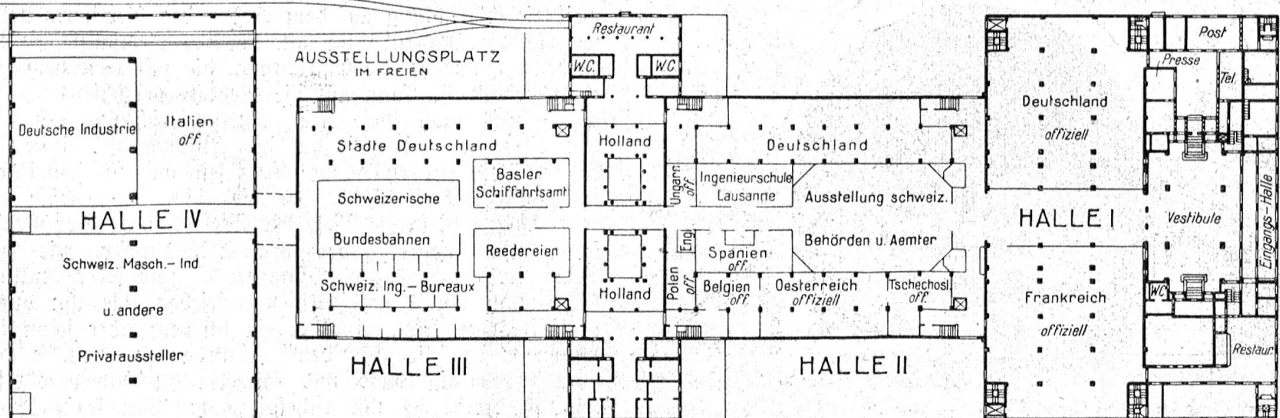 AUSSTELLUNGSPLATZ
IM FREIEN
Deutsche Industrie
Italien
off.
HALLE IV
Schweiz. Masch.-Ind.
u. andere
Privataussteller
Städte Deutschland
Schweizerische
Bundesbahnen
Basler
Schiffahrtsamt
Reedereien
Schweiz. Ing.-Bureaux
HALLE III
Restaurant
W.C.
W.C.
Holland
Holland
Deutschland
Ungarn
off.
Ingenieurschule
Lausanne
Ausstellung schweiz.
Behörden u. Aemter
Engl.
Spanien
off.
Polen
off.
Belgien
off.
Oesterreich
offiziell
Tschechosl.
off.
HALLE II
Deutschland
offiziell
HALLE I
Frankreich
offiziell
Post
Presse
Tel.
Vestibule
Eingangs-Halle
WC
Restaur.